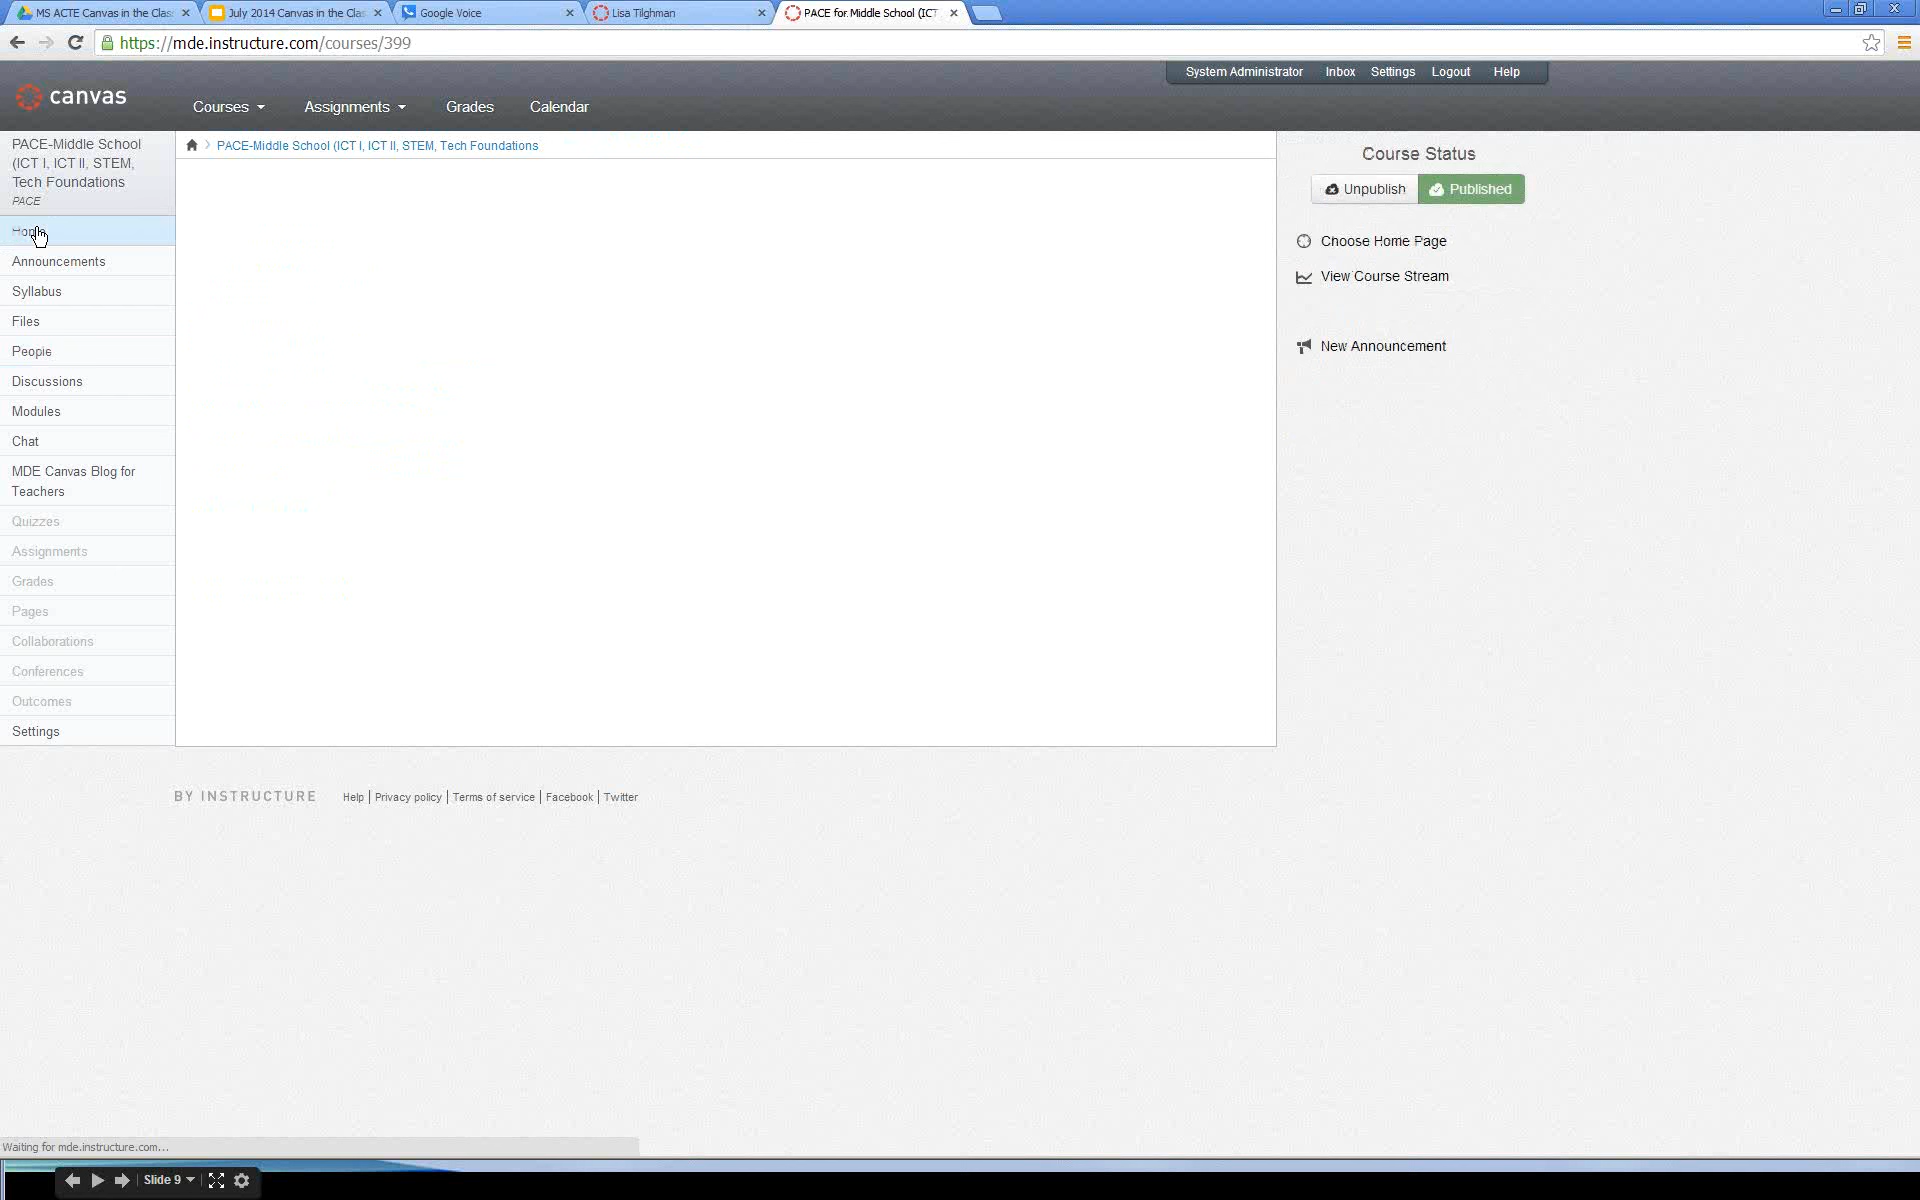 MS ACTE Canvas in the Clas
July 2014 Canvas in the Clas
Google Voice
Lisa Tilghman
PACE for Middle School (ICT
https://mde.instructure.com/courses/399
System Administrator Inbox Settings Logout Help
canvas
Courses Assignments Grades Calendar
PACE-Middle School
(ICT I, ICT II, STEM,
Tech Foundations
PACE
Home
Announcements
Syllabus
Files
People
Discussions
Modules
Chat
MDE Canvas Blog for
Teachers
Quizzes
Assignments
Grades
Pages
Collaborations
Conferences
Outcomes
Settings
PACE-Middle School (ICT I, ICT II, STEM, Tech Foundations
Course Status
Unpublish Published
Choose Home Page
View Course Stream
New Announcement
BY INSTRUCTURE Help Privacy policy Terms of service Facebook Twitter
Waiting for mde.instructure.com...
Slide 9